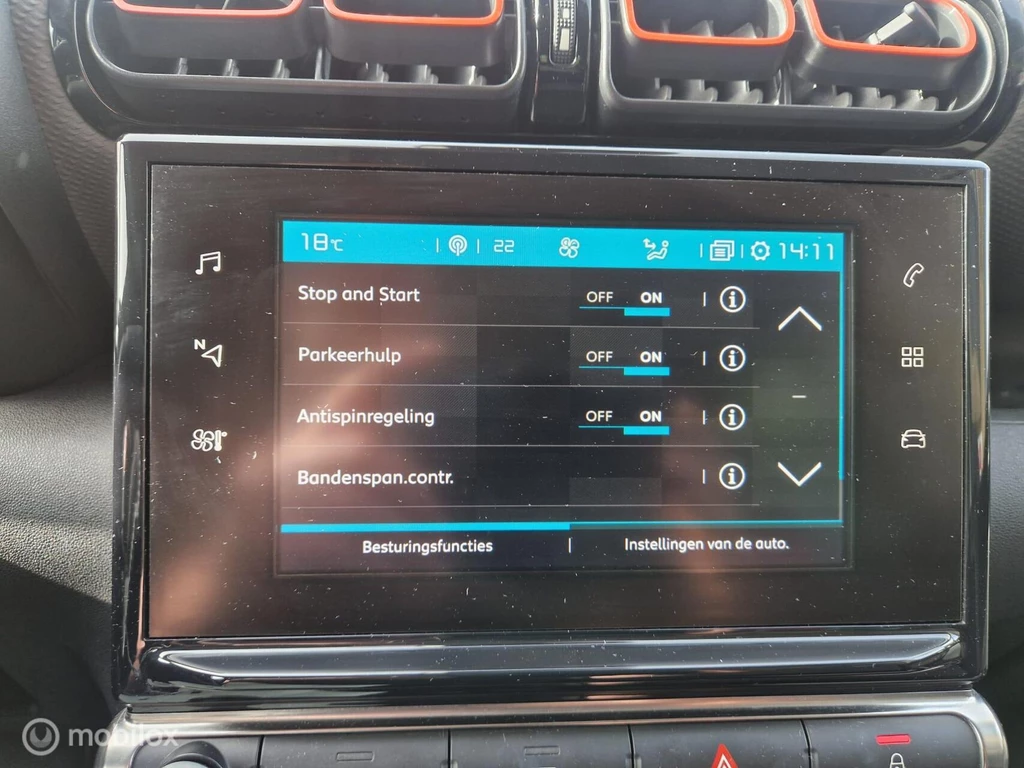 18°C 22 14:11
Stop and Start OFF ON i
Parkeerhulp OFF ON i
Antispinregeling OFF ON i
Bandenspan.contr. i
Besturingsfuncties | Instellingen van de auto.
N
mobilox